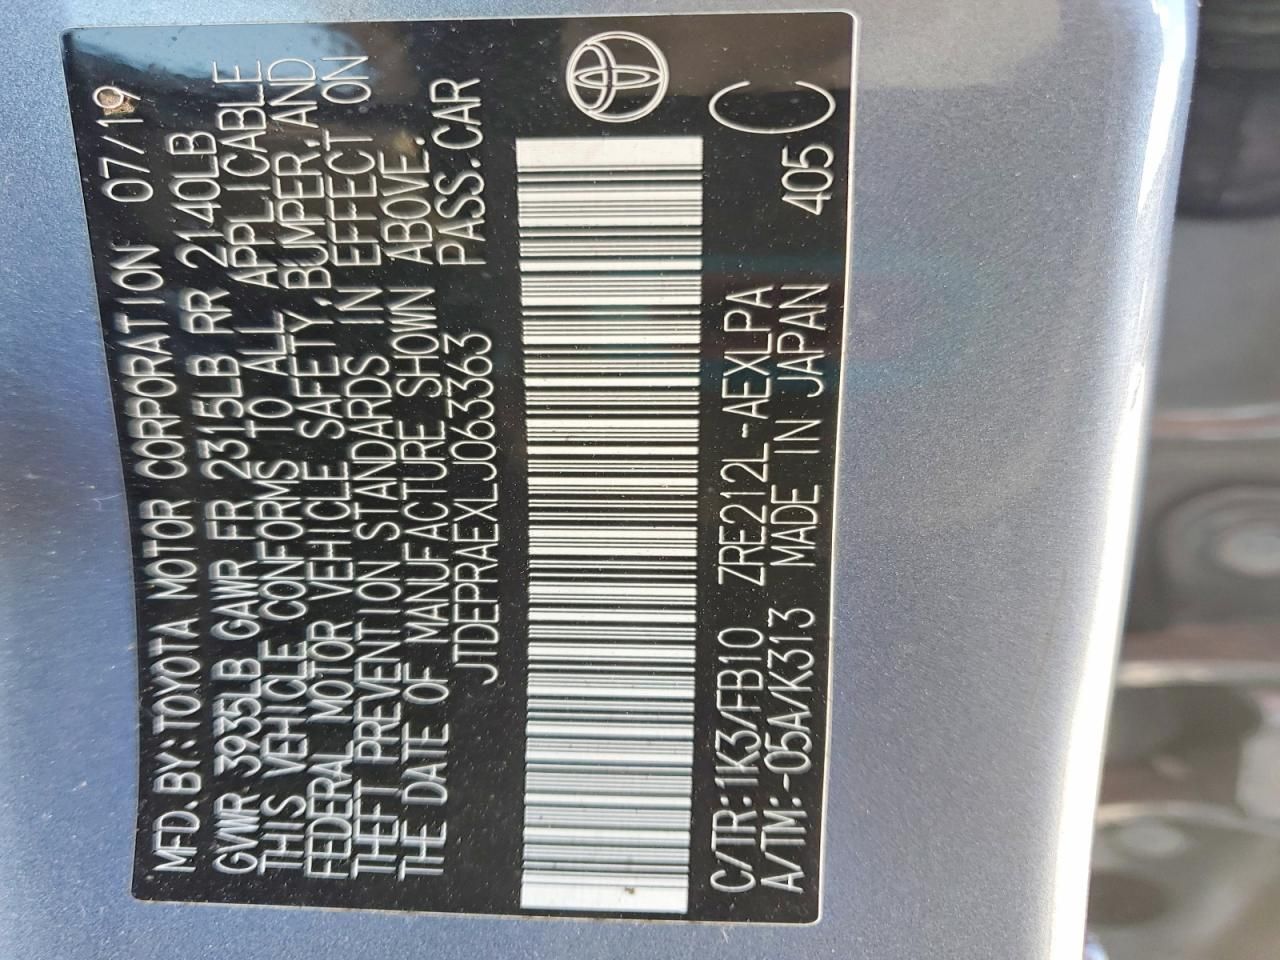 MFD.BY:TOYOTA MOTOR CORPORATION 07/19
GVWR 3935LB GAWR FR 2315LB RR 2140LB
THIS VEHICLE CONFORMS TO ALL APPLICABLE
FEDERAL MOTOR VEHICLE SAFETY,BUMPER,AND
THEFT PREVENTION STANDARDS IN EFFECT ON
THE DATE OF MANUFACTURE SHOWN ABOVE.
JTDEPRAEXLJ063363 PASS.CAR
C/TR:1K3/FB10 ZRE212L-AEXLPA
A/TM:-05A/K313 MADE IN JAPAN 405 C